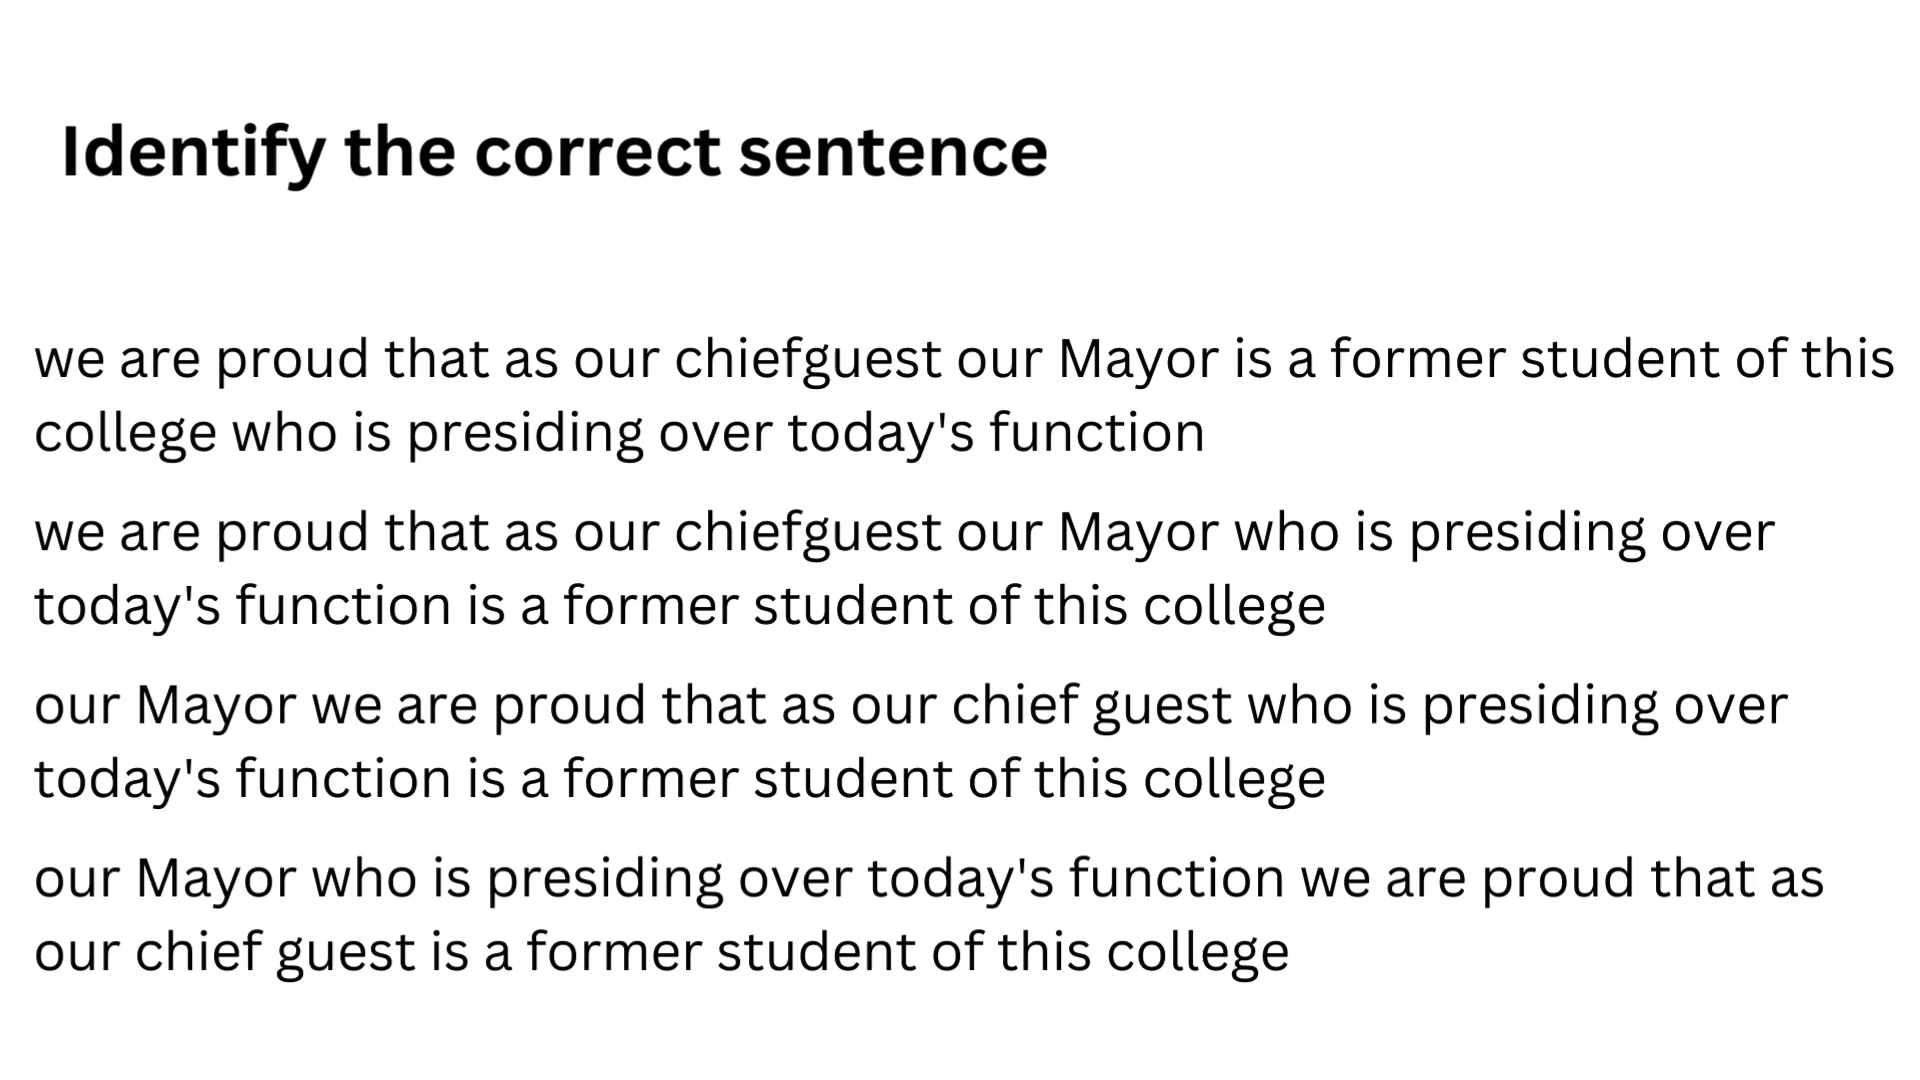 Identify the correct sentence
we are proud that as our chiefguest our Mayor is a former student of this
college who is presiding over today's function
we are proud that as our chiefguest our Mayor who is presiding over
today's function is a former student of this college
our Mayor we are proud that as our chief guest who is presiding over
today's function is a former student of this college
our Mayor who is presiding over today's function we are proud that as
our chief guest is a former student of this college